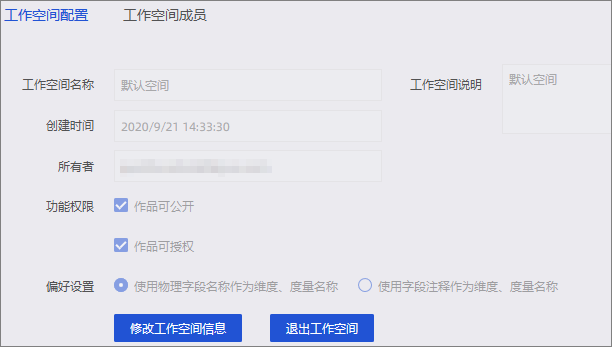 工作空间配置 工作空间成员
工作空间名称 默认空间 工作空间说明 默认空间
创建时间 2020/9/21 14:33:30
所有者
功能权限 作品可公开
作品可授权
偏好设置 使用物理字段名称作为维度、度量名称 使用字段注释作为维度、度量名称
修改工作空间信息 退出工作空间